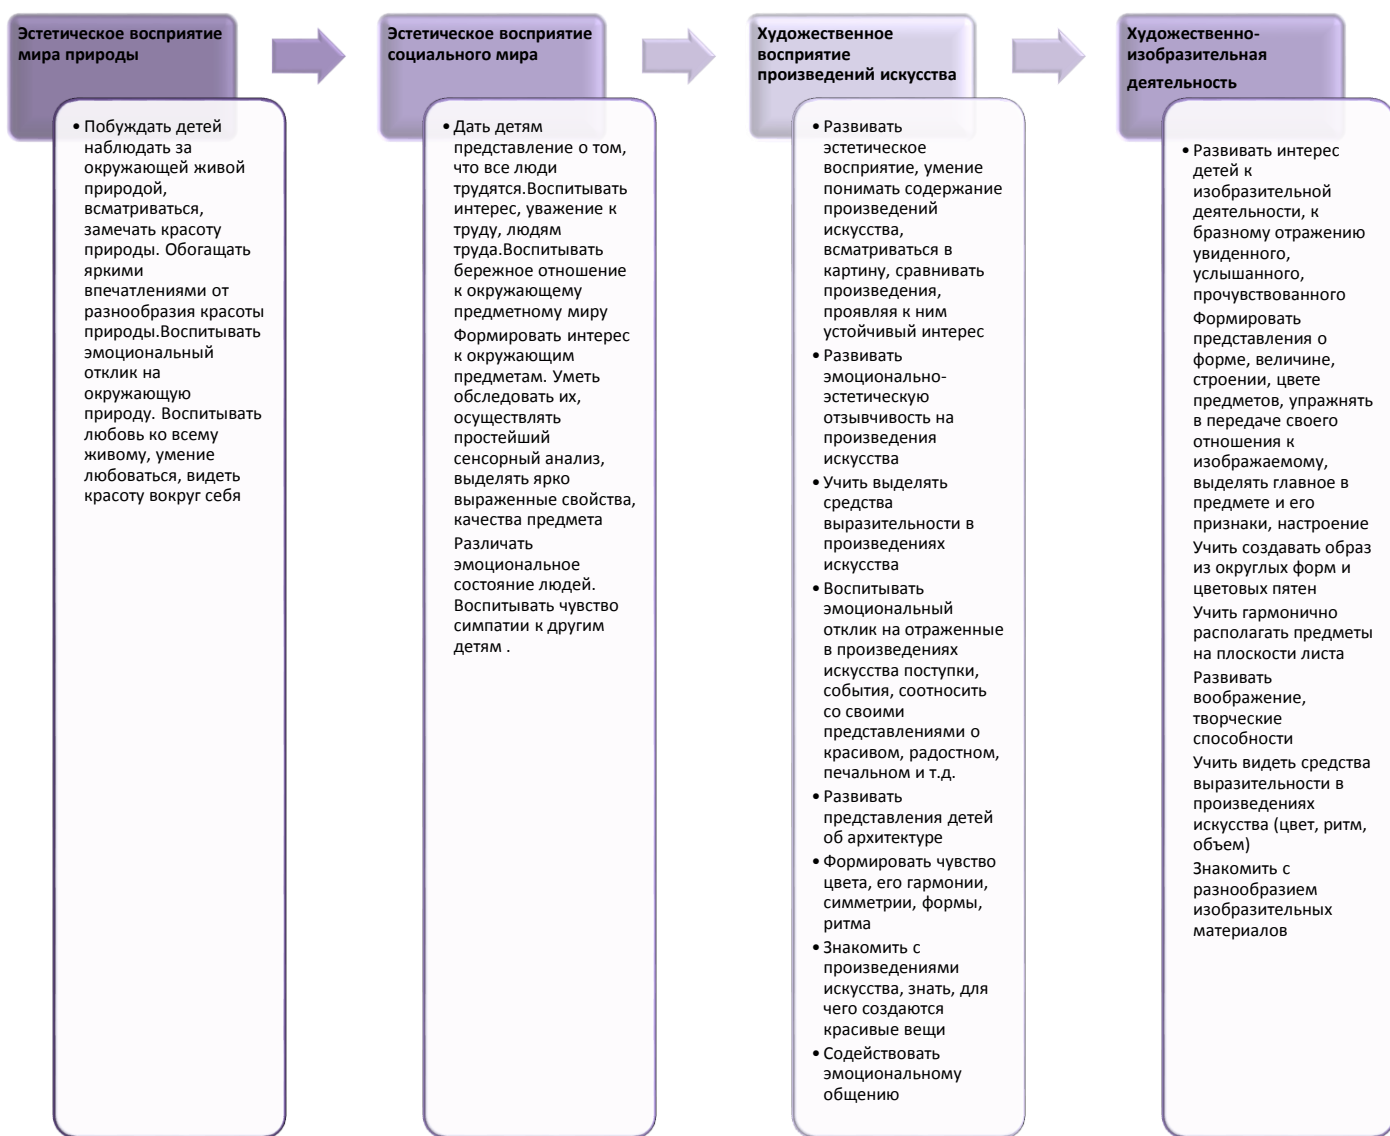 Эстетическое восприятие
мира природы
• Побуждать детей
наблюдать за
окружающей живой
природой,
всматриваться,
замечать красоту
природы. Обогащать
яркими
впечатлениями от
разнообразия красоты
природы.Воспитывать
эмоциональный
отклик на
окружающую
природу. Воспитывать
любовь ко всему
живому, умение
любоваться, видеть
красоту вокруг себя
Эстетическое восприятие
социального мира
• Дать детям
представление о том,
что все люди
трудятся.Воспитывать
интерес, уважение к
труду, людям
труда.Воспитывать
бережное отношение
к окружающему
предметному миру
Формировать интерес
к окружающим
предметам. Уметь
обследовать их,
осуществлять
простейший
сенсорный анализ,
выделять ярко
выраженные свойства,
качества предмета
Различать
эмоциональное
состояние людей.
Воспитывать чувство
симпатии к другим
детям .
Художественное
восприятие
произведений искусства
• Развивать
эстетическое
восприятие, умение
понимать содержание
произведений
искусства,
всматриваться в
картину, сравнивать
произведения,
проявляя к ним
устойчивый интерес
• Развивать
эмоционально-
эстетическую
отзывчивость на
произведения
искусства
• Учить выделять
средства
выразительности в
произведениях
искусства
• Воспитывать
эмоциональный
отклик на отраженные
в произведениях
искусства поступки,
события, соотносить
со своими
представлениями о
красивом, радостном,
печальном и т.д.
• Развивать
представления детей
об архитектуре
• Формировать чувство
цвета, его гармонии,
симметрии, формы,
ритма
• Знакомить с
произведениями
искусства, знать, для
чего создаются
красивые вещи
• Содействовать
эмоциональному
общению
Художественно-
изобразительная
деятельность
• Развивать интерес
детей к
изобразительной
деятельности, к
бразному отражению
увиденного,
услышанного,
прочувствованного
Формировать
представления о
форме, величине,
строении, цвете
предметов, упражнять
в передаче своего
отношения к
изображаемому,
выделять главное в
предмете и его
признаки, настроение
Учить создавать образ
из округлых форм и
цветовых пятен
Учить гармонично
располагать предметы
на плоскости листа
Развивать
воображение,
творческие
способности
Учить видеть средства
выразительности в
произведениях
искусства (цвет, ритм,
объем)
Знакомить с
разнообразием
изобразительных
материалов